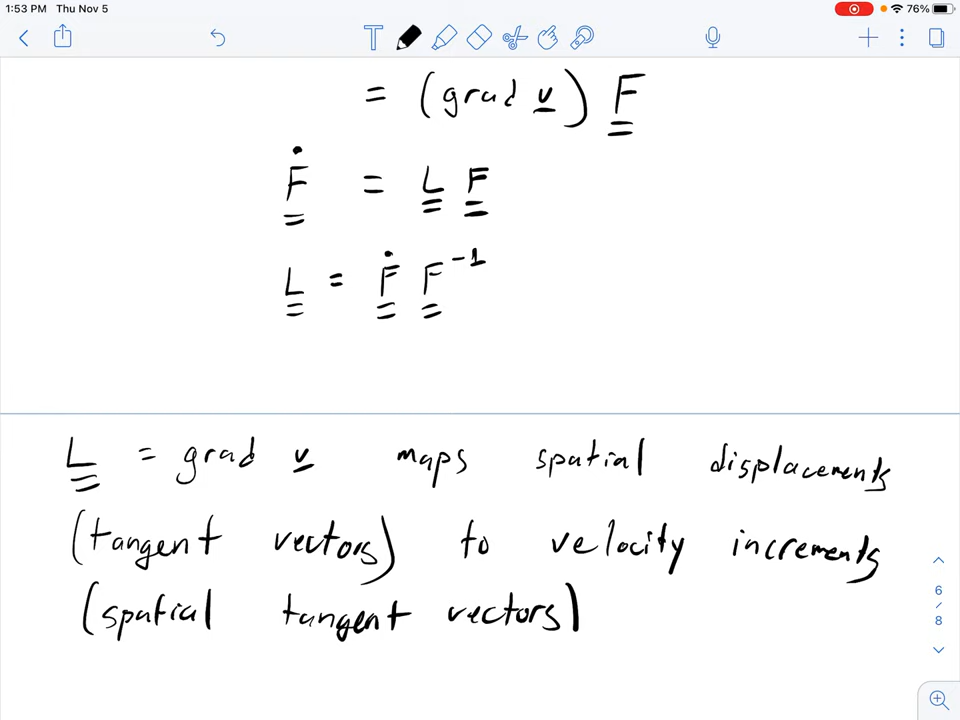 1:53 PM Thu Nov 5 76%
= (grad v) F
Ḟ = L F
L = Ḟ F⁻¹
L = grad v maps spatial displacements
(tangent vectors) to velocity increments
(spatial tangent vectors)
6
/
8